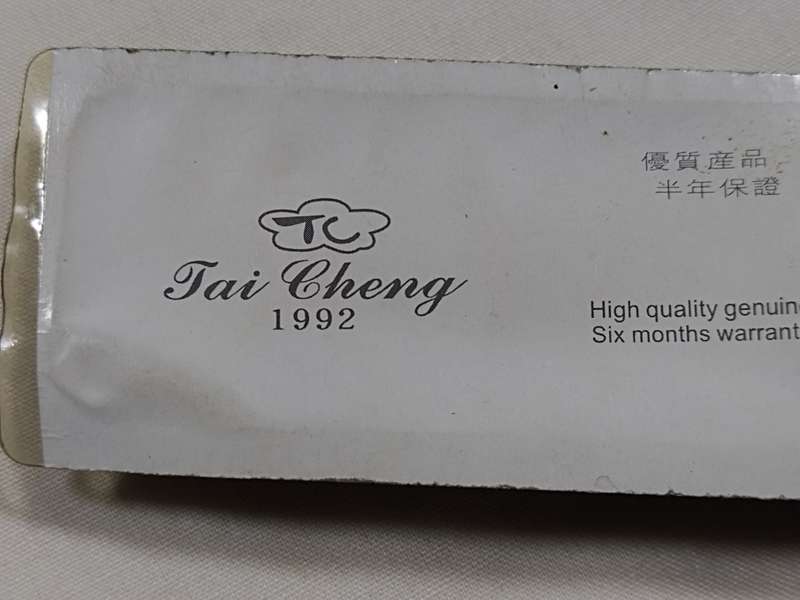 優質產品
半年保證
TC
Tai Cheng
1992
High quality genuin
Six months warrant